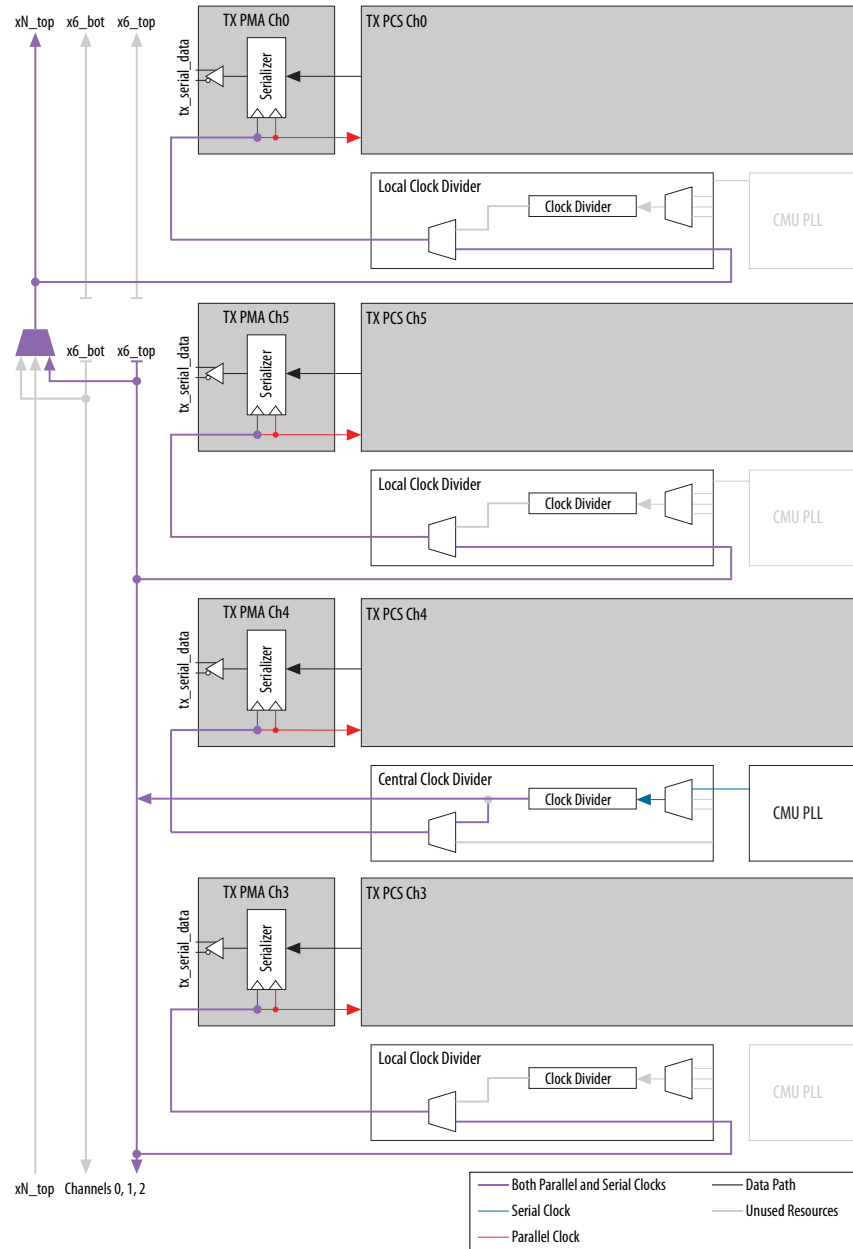 xN_top x6_bot x6_top
TX PMA Ch0
TX PCS Ch0
tx_serial_data
Serializer
Local Clock Divider
Clock Divider
CMU PLL
x6_bot x6_top
TX PMA Ch5
TX PCS Ch5
tx_serial_data
Serializer
Local Clock Divider
Clock Divider
CMU PLL
TX PMA Ch4
TX PCS Ch4
tx_serial_data
Serializer
Central Clock Divider
Clock Divider
CMU PLL
TX PMA Ch3
TX PCS Ch3
tx_serial_data
Serializer
Local Clock Divider
Clock Divider
CMU PLL
xN_top Channels 0, 1, 2
Both Parallel and Serial Clocks
Data Path
Serial Clock
Unused Resources
Parallel Clock